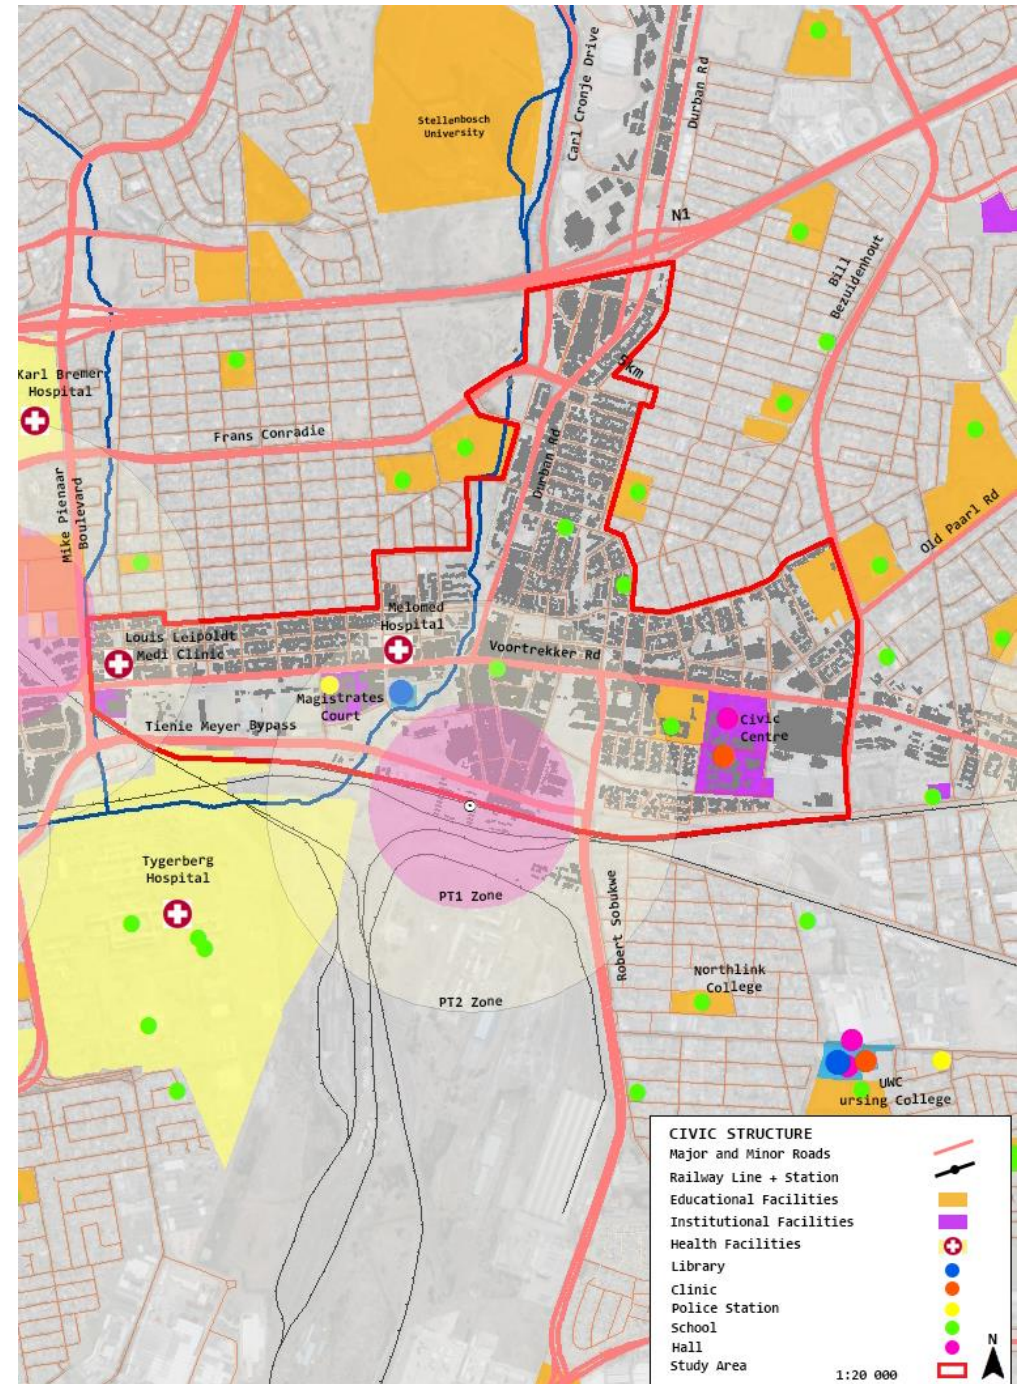 Stellenbosch
University
Carl Cronje Drive
Durban Rd
N1
Bill
Bezuidenhout
Karl Bremer
Hospital
5km
Frans Conradie
Durban Rd
Mike Pienaar
Boulevard
Old Paarl Rd
Melomed
Hospital
Louis Leipoldt
Medi Clinic
Voortrekker Rd
Magistrates
Court
Civic
Centre
Tienie Meyer Bypass
Tygerberg
Hospital
PT1 Zone
Robert Sobukwe
Northlink
College
PT2 Zone
UWC
ursing College
CIVIC STRUCTURE
Major and Minor Roads
Railway Line + Station
Educational Facilities
Institutional Facilities
Health Facilities
Library
Clinic
Police Station
School
Hall
Study Area
1:20 000
N